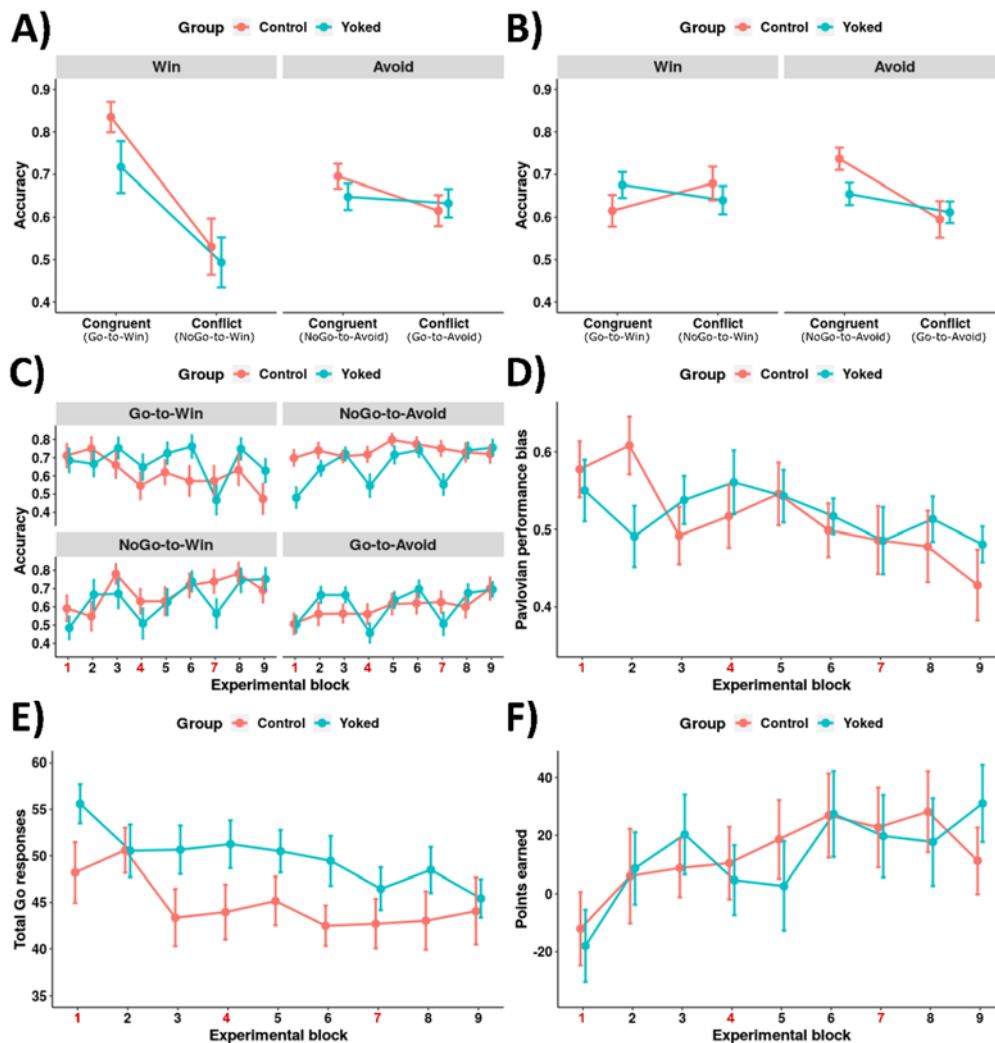 A)
Group Control Yoked
Win Avoid
Accuracy
0.9
0.8
0.7
0.6
0.5
0.4
Congruent Conflict Congruent Conflict
(Go-to-Win) (NoGo-to-Win) (NoGo-to-Avoid) (Go-to-Avoid)
B)
Group Control Yoked
Win Avoid
Accuracy
0.9
0.8
0.7
0.6
0.5
0.4
Congruent Conflict Congruent Conflict
(Go-to-Win) (NoGo-to-Win) (NoGo-to-Avoid) (Go-to-Avoid)
C)
Group Control Yoked
Go-to-Win NoGo-to-Avoid
0.8
0.7
0.6
0.5
0.4
Accuracy
NoGo-to-Win Go-to-Avoid
0.8
0.7
0.6
0.5
0.4
1 2 3 4 5 6 7 8 9 1 2 3 4 5 6 7 8 9
Experimental block
D)
Group Control Yoked
Pavlovian performance bias
0.6
0.5
0.4
1 2 3 4 5 6 7 8 9
Experimental block
E)
Group Control Yoked
Total Go responses
60
55
50
45
40
35
1 2 3 4 5 6 7 8 9
Experimental block
F)
Group Control Yoked
Points earned
40
20
0
-20
1 2 3 4 5 6 7 8 9
Experimental block